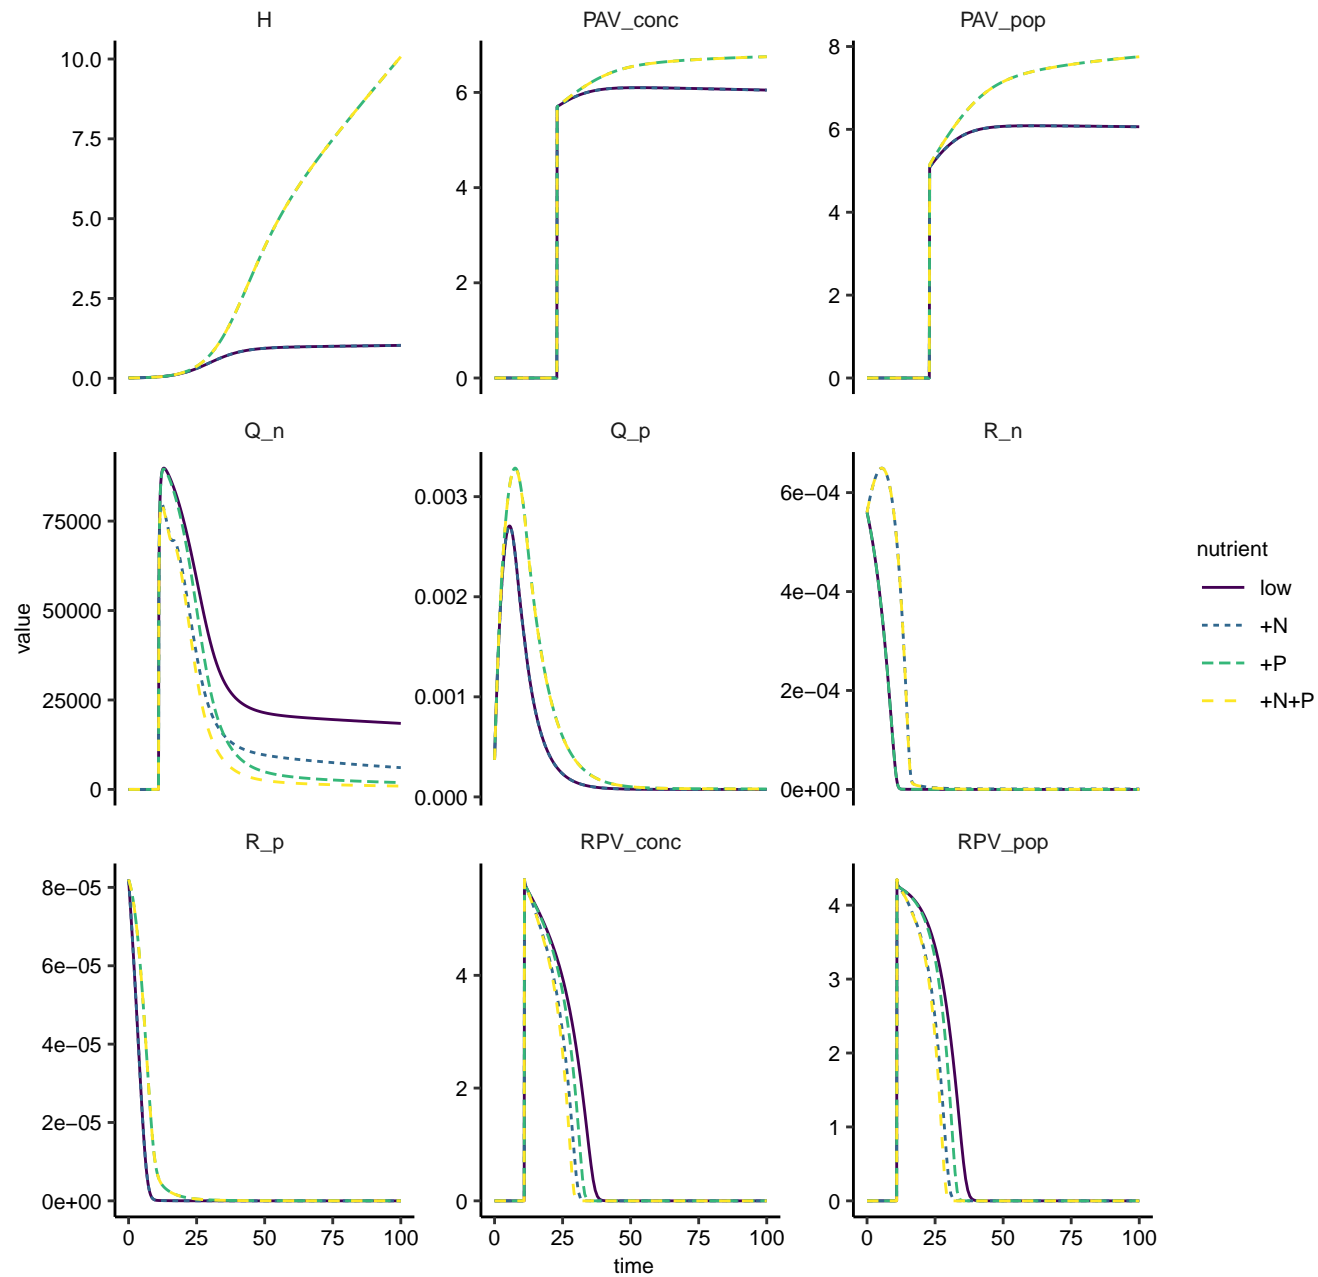 H
PAV_conc
PAV_pop
10.0
7.5
5.0
2.5
0.0
6
4
2
0
8
6
4
2
0
Q_n
Q_p
R_n
75000
50000
25000
0
0.003
0.002
0.001
0.000
6e−04
4e−04
2e−04
0e+00
value
nutrient
low
+N
+P
+N+P
R_p
RPV_conc
RPV_pop
8e−05
6e−05
4e−05
2e−05
0e+00
4
2
0
4
3
2
1
0
0 25 50 75 100
0 25 50 75 100
0 25 50 75 100
time